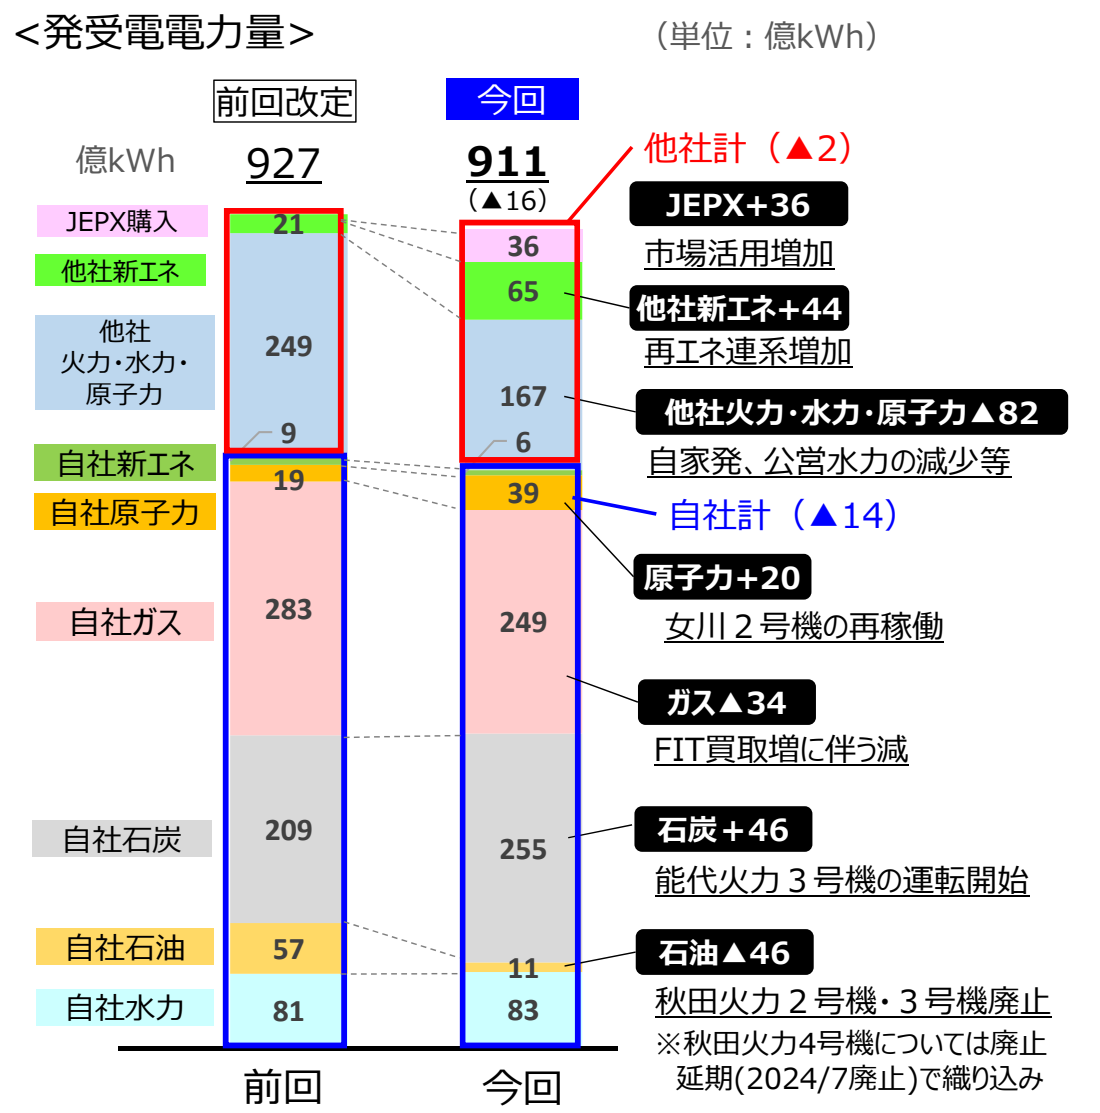 <発受電電力量>
（単位：億kWh）
前回改定
今回
億kWh
927
911
（▲16）
他社計（▲2）
JEPX購入
他社新エネ
他社
火力･水力･
原子力
自社新エネ
自社原子力
自社ガス
自社石炭
自社石油
自社水力
21
249
9
19
283
209
57
81
36
65
167
6
39
249
255
11
83
JEPX+36
市場活用増加
他社新エネ+44
再エネ連系増加
他社火力･水力･原子力▲82
自家発、公営水力の減少等
自社計（▲14）
原子力+20
女川２号機の再稼働
ガス▲34
FIT買取増に伴う減
石炭＋46
能代火力３号機の運転開始
石油▲46
秋田火力２号機･３号機廃止
※秋田火力4号機については廃止
延期(2024/7廃止)で織り込み
前回
今回